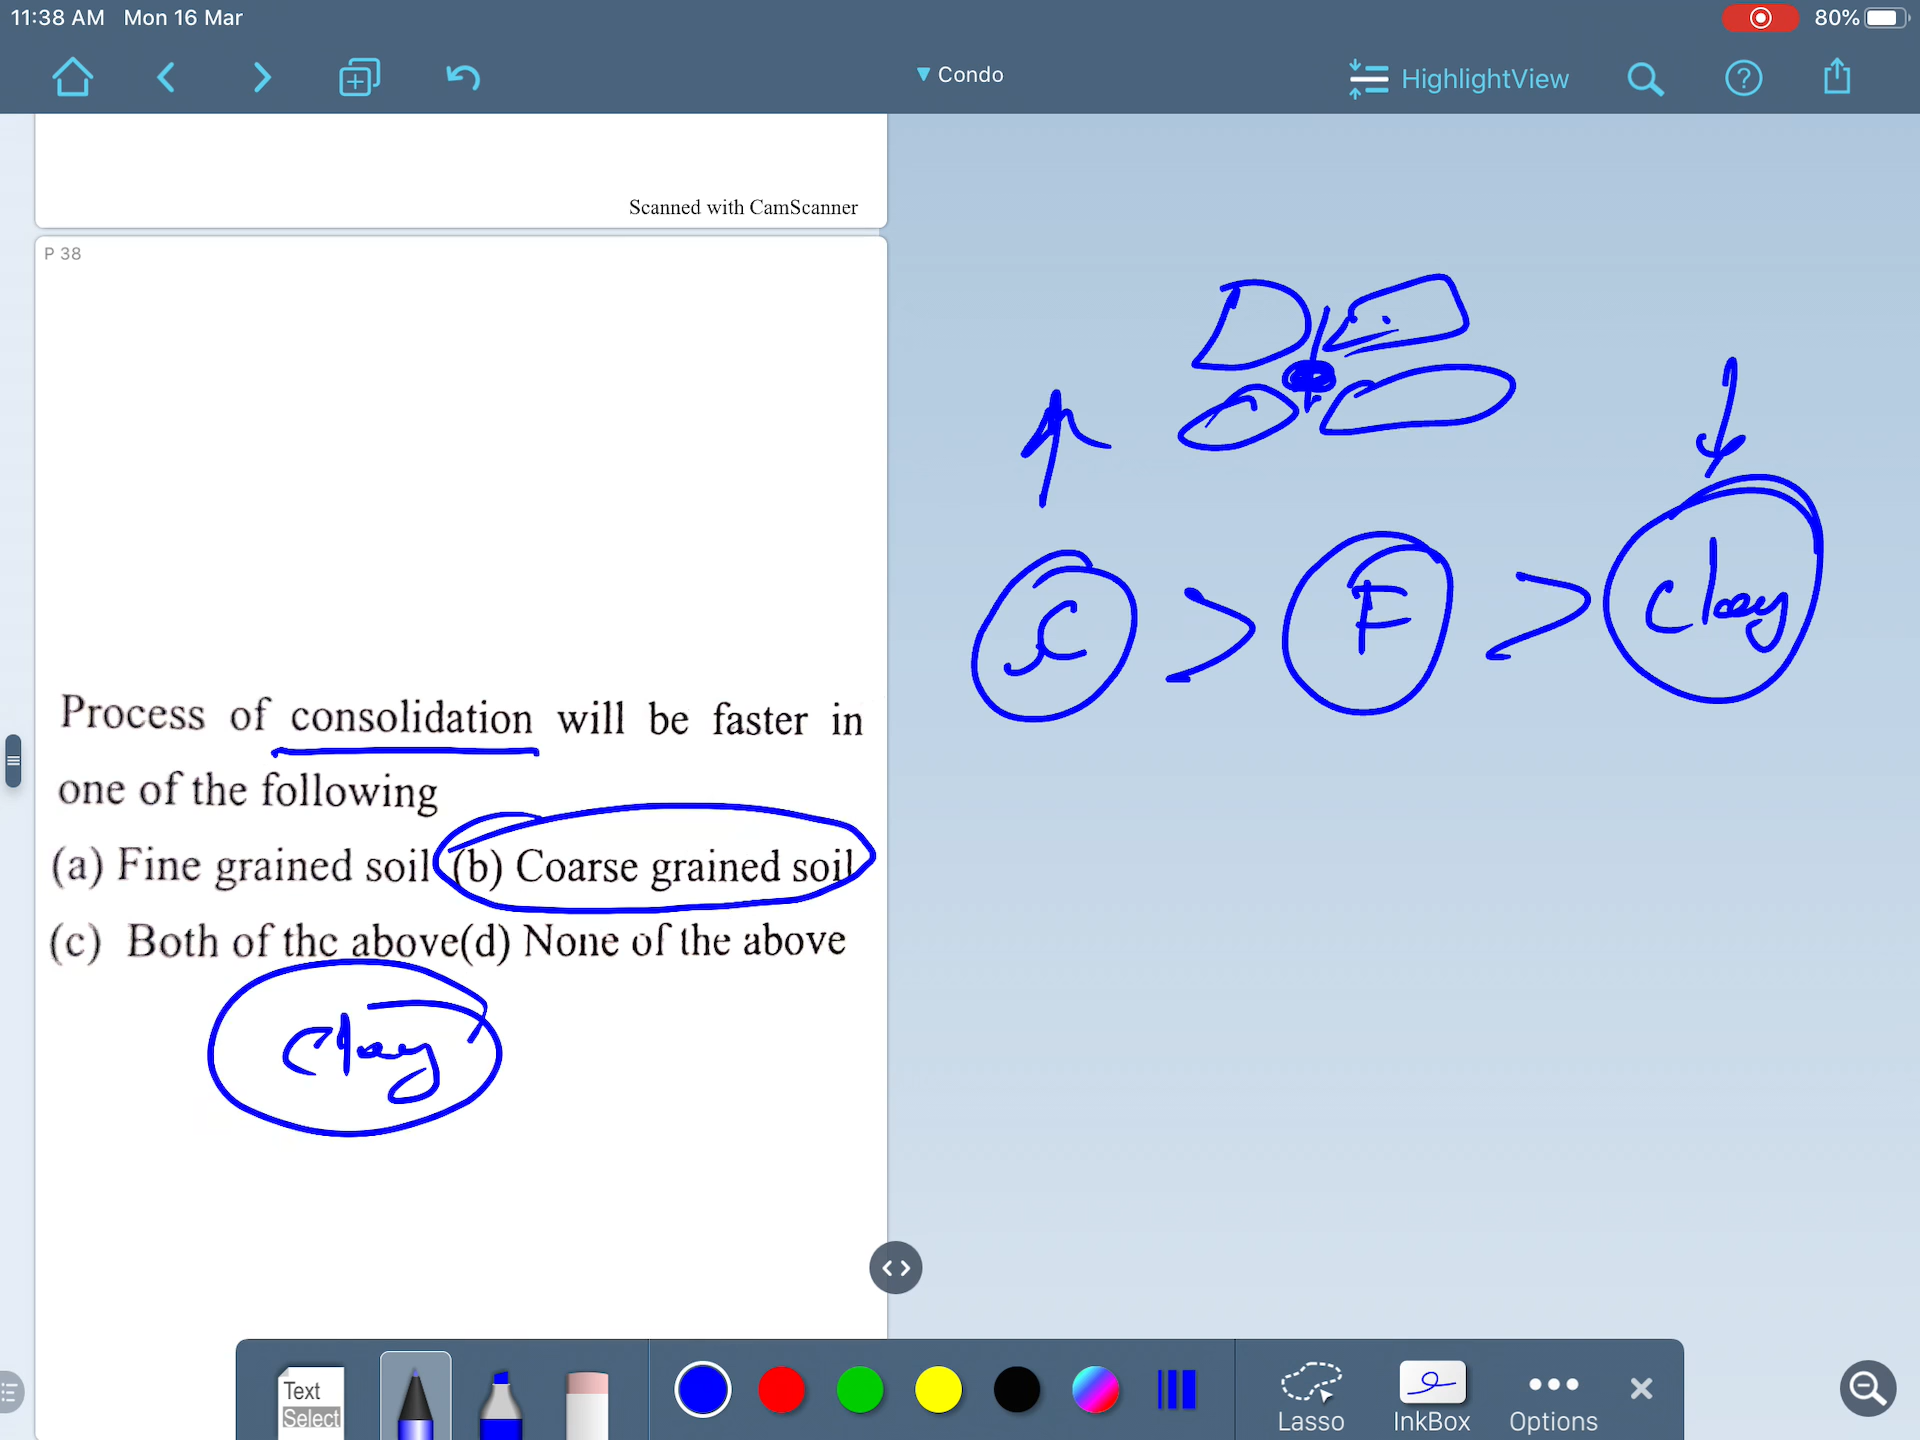 11:38 AM Mon 16 Mar
80%
Condo
HighlightView
Scanned with CamScanner
P 38
C > F > clay
Process of consolidation will be faster in
one of the following
(a) Fine grained soil (b) Coarse grained soil
(c) Both of the above(d) None of the above
clay
Text
Select
Lasso
InkBox
Options